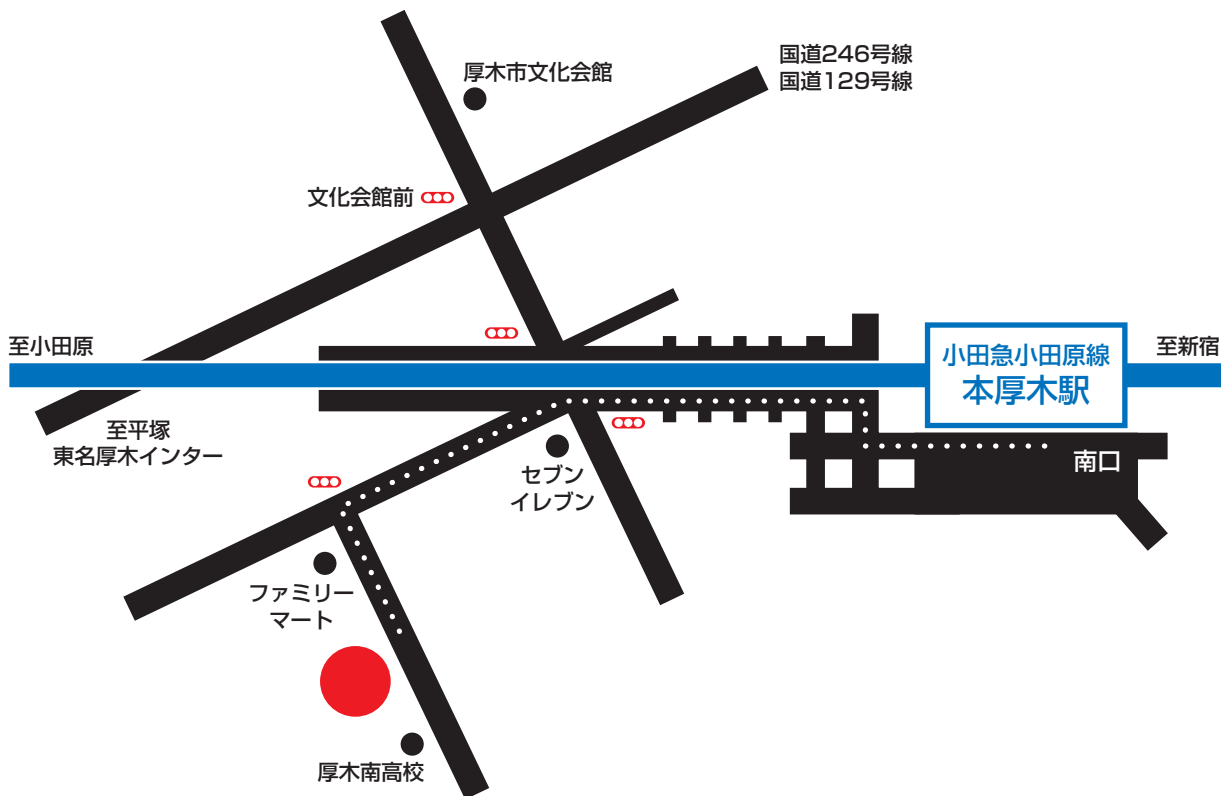 国道246号線
国道129号線
厚木市文化会館
文化会館前
至小田原
小田急小田原線
本厚木駅
至新宿
至平塚
東名厚木インター
南口
セブン
イレブン
ファミリー
マート
厚木南高校